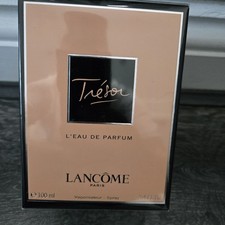 Trésor
L'EAU DE PARFUM
LANCÔME
PARIS
100 ml